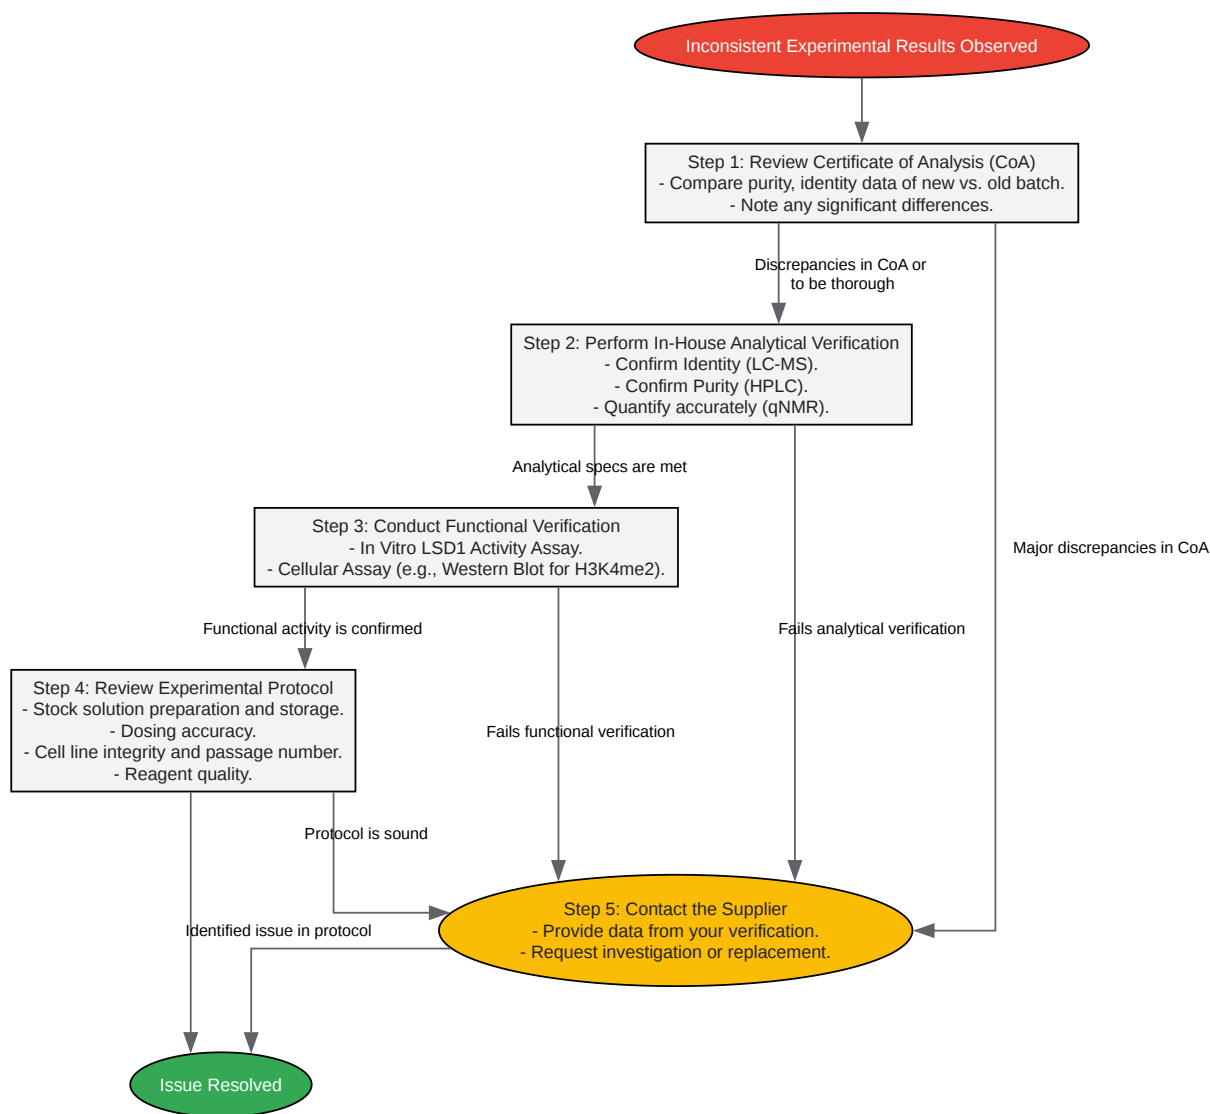 Inconsistent Experimental Results Observed
Step 1: Review Certificate of Analysis (CoA)
- Compare purity, identity data of new vs. old batch.
- Note any significant differences.
Discrepancies in CoA or
to be thorough
Step 2: Perform In-House Analytical Verification
- Confirm Identity (LC-MS).
- Confirm Purity (HPLC).
- Quantify accurately (qNMR).
Analytical specs are met
Step 3: Conduct Functional Verification
- In Vitro LSD1 Activity Assay.
- Cellular Assay (e.g., Western Blot for H3K4me2).
Major discrepancies in CoA
Functional activity is confirmed
Fails analytical verification
Step 4: Review Experimental Protocol
- Stock solution preparation and storage.
- Dosing accuracy.
- Cell line integrity and passage number.
- Reagent quality.
Fails functional verification
Protocol is sound
Step 5: Contact the Supplier
- Provide data from your verification.
- Request investigation or replacement.
Identified issue in protocol
Issue Resolved